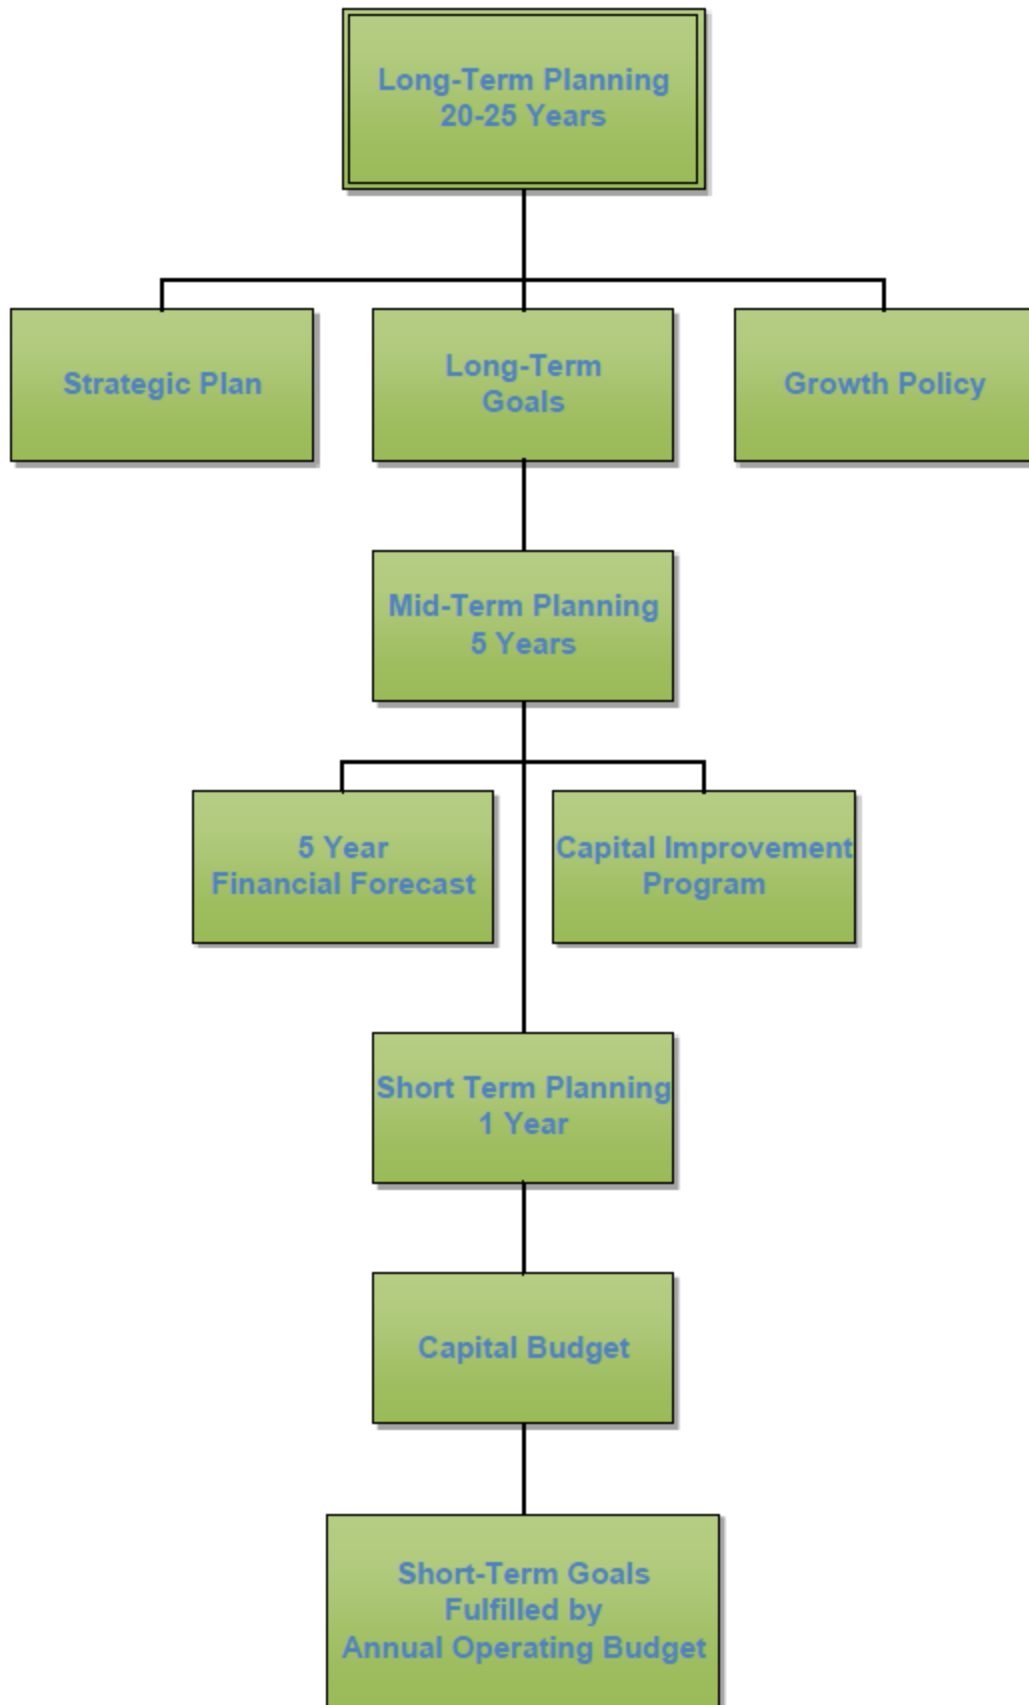 Long-Term Planning
20-25 Years
Strategic Plan
Long-Term
Goals
Growth Policy
Mid-Term Planning
5 Years
5 Year
Financial Forecast
Capital Improvement
Program
Short Term Planning
1 Year
Capital Budget
Short-Term Goals
Fulfilled by
Annual Operating Budget